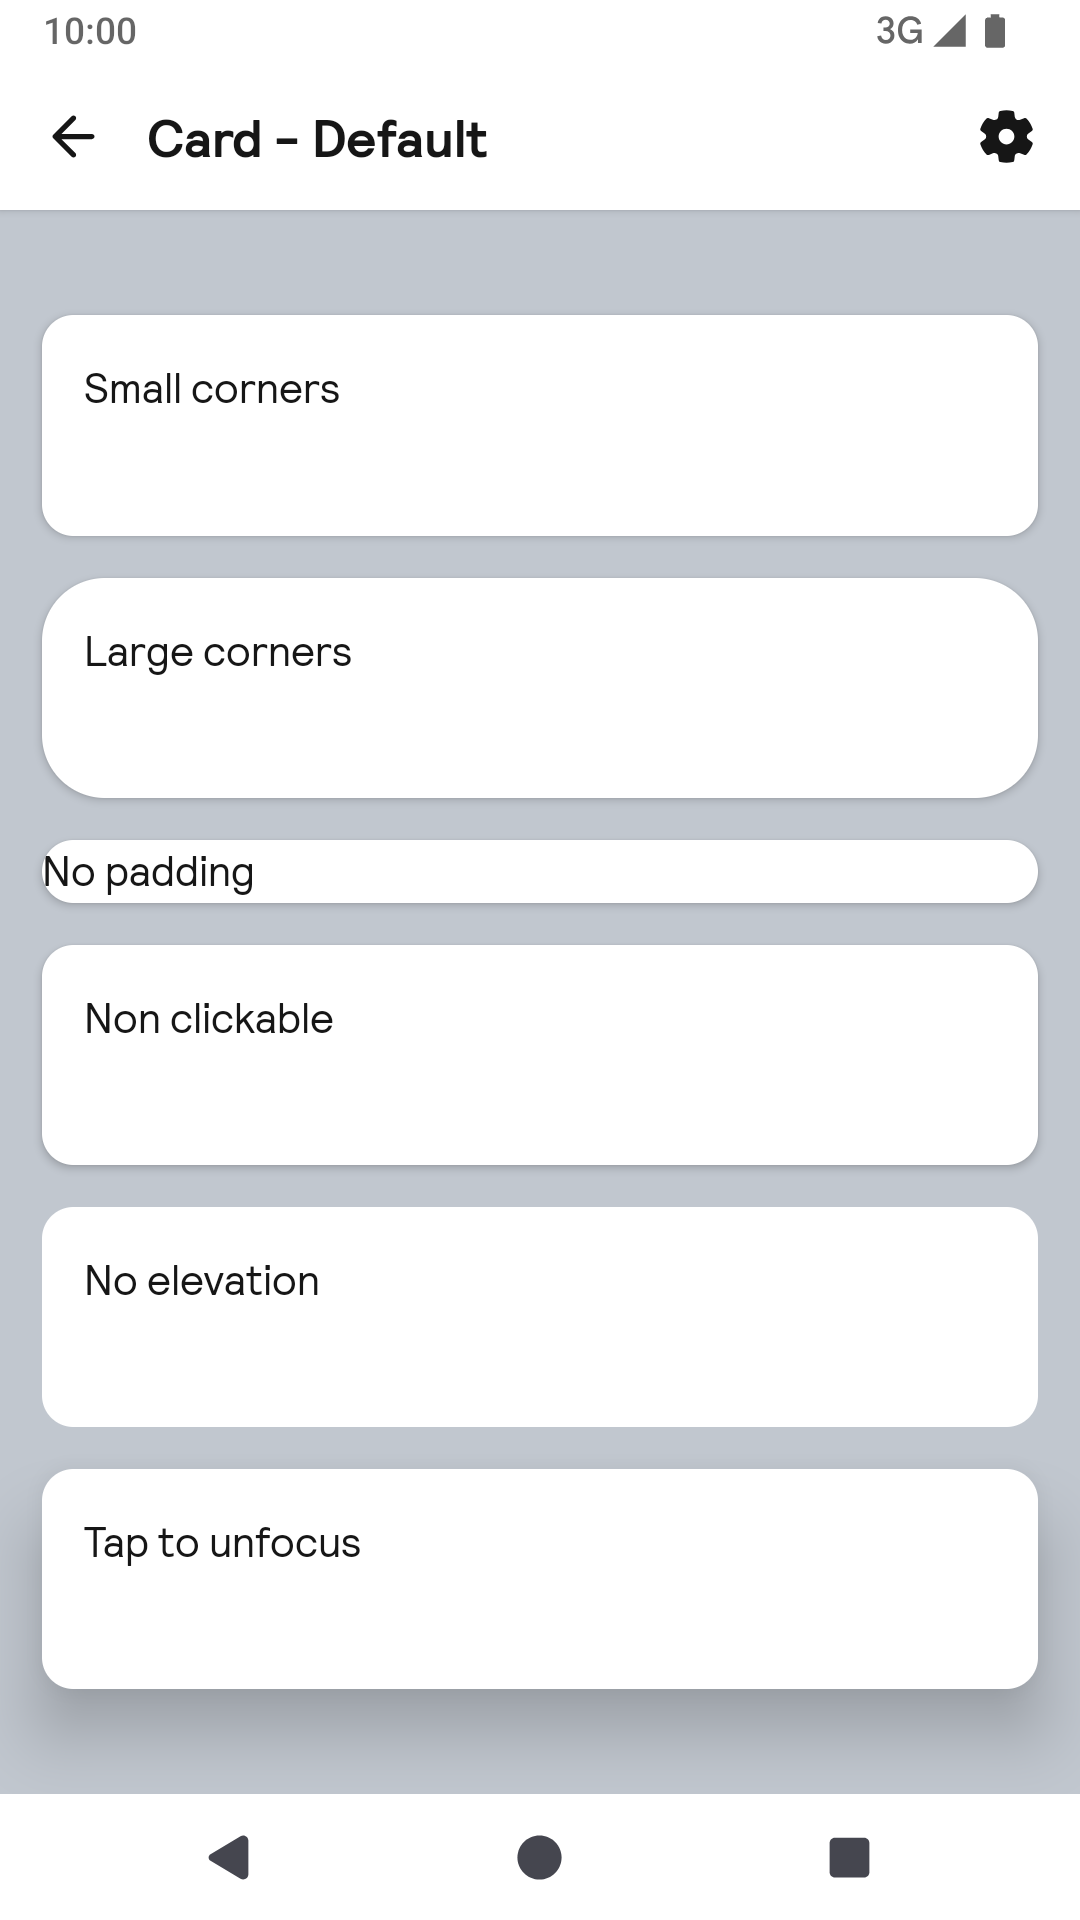 10:00 3G
Card - Default
Small corners
Large corners
No padding
Non clickable
No elevation
Tap to unfocus